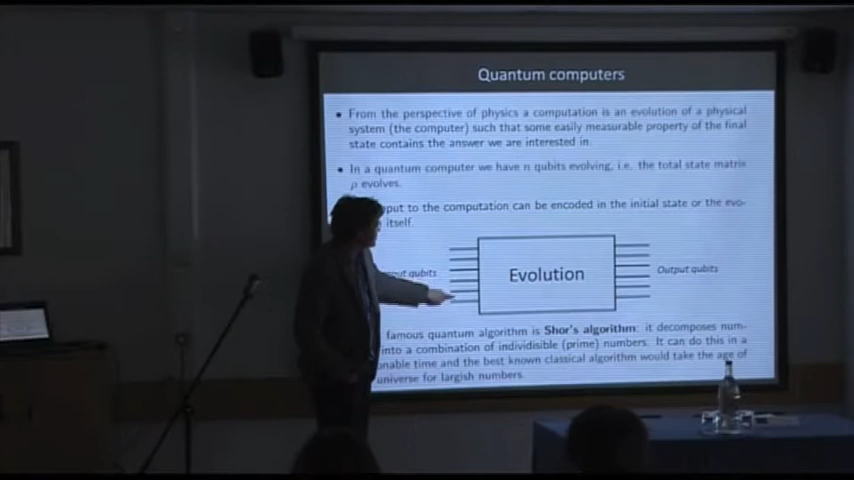 Quantum computers
• From the perspective of physics a computation is an evolution of a physical
system (the computer) such that some easily measurable property of the final
state contains the answer we are interested in.
• In a quantum computer we have n qubits evolving, i.e. the total state matrix
ρ evolves.
put to the computation can be encoded in the initial state or the evo-
itself.
put qubits
Evolution
Output qubits
famous quantum algorithm is Shor's algorithm: it decomposes num-
into a combination of individisible (prime) numbers. It can do this in a
onable time and the best known classical algorithm would take the age of
universe for largish numbers.